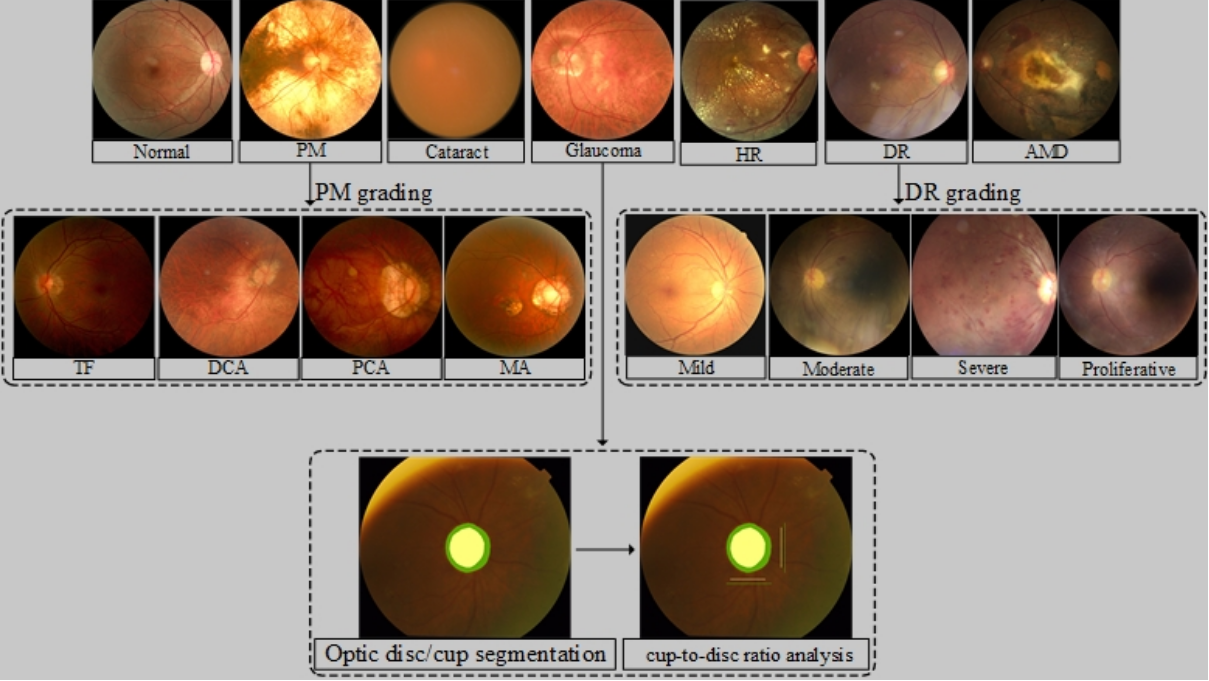 Normal
PM
Cataract
Glaucoma
HR
DR
AMD
PM grading
DR grading
TF
DCA
PCA
MA
Mild
Moderate
Severe
Proliferative
Optic disc/cup segmentation
cup-to-disc ratio analysis